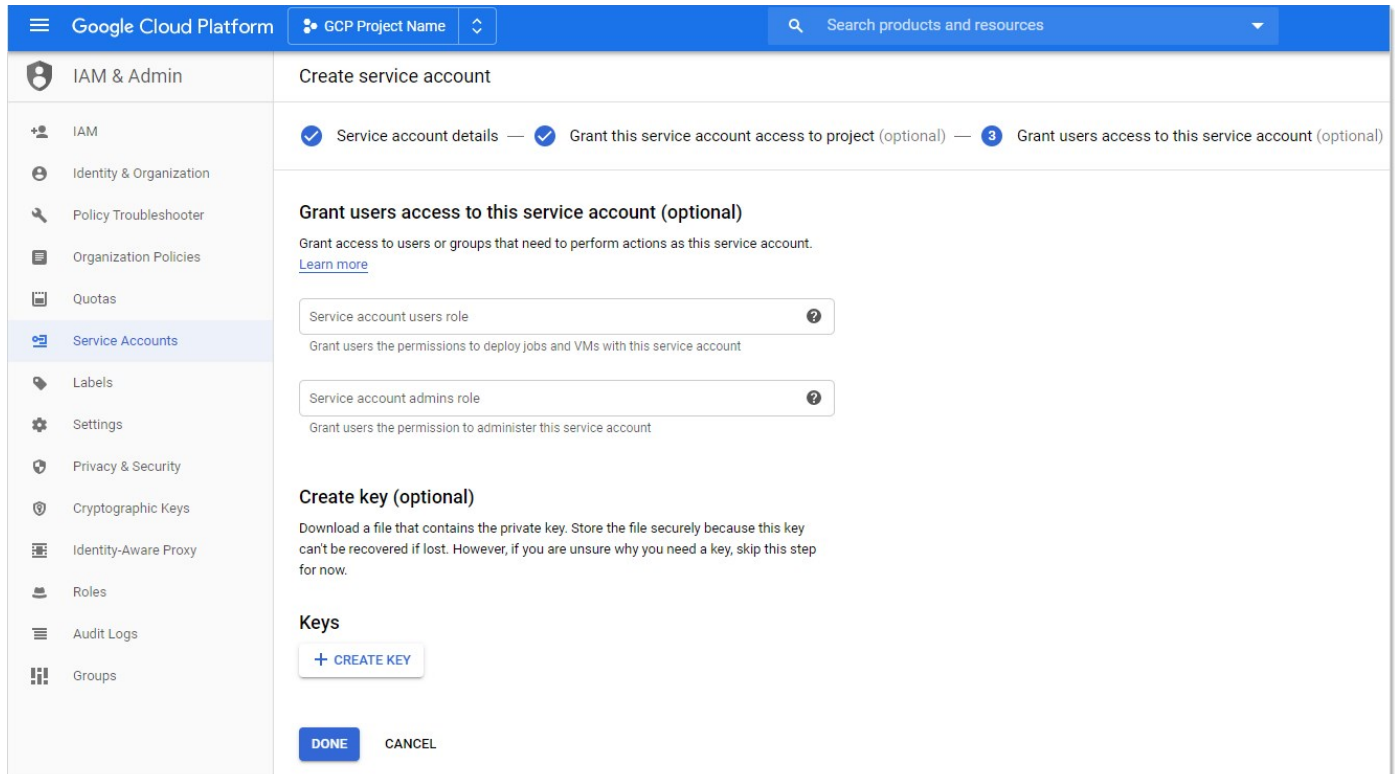 Google Cloud Platform
GCP Project Name
Search products and resources
IAM & Admin
Create service account
IAM
Identity & Organization
Policy Troubleshooter
Organization Policies
Quotas
Service Accounts
Labels
Settings
Privacy & Security
Cryptographic Keys
Identity-Aware Proxy
Roles
Audit Logs
Groups
Service account details — Grant this service account access to project (optional) — 3 Grant users access to this service account (optional)
Grant users access to this service account (optional)
Grant access to users or groups that need to perform actions as this service account.
Learn more
Service account users role
Grant users the permissions to deploy jobs and VMs with this service account
Service account admins role
Grant users the permission to administer this service account
Create key (optional)
Download a file that contains the private key. Store the file securely because this key
can't be recovered if lost. However, if you are unsure why you need a key, skip this step
for now.
Keys
+ CREATE KEY
DONE
CANCEL